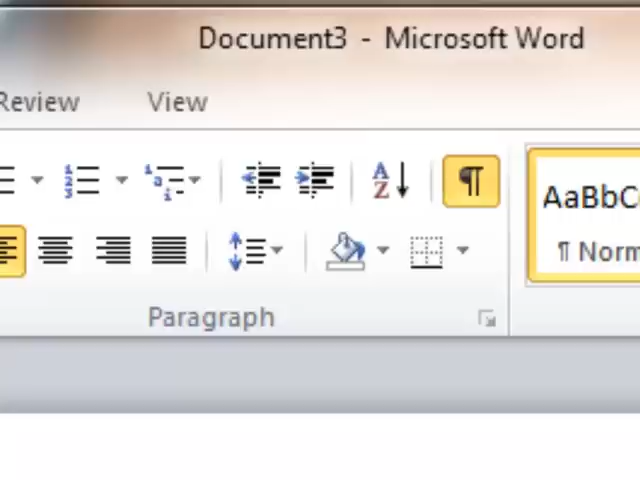 Document3 - Microsoft Word
Review View
¶
AaBbC
¶ Norm
Paragraph